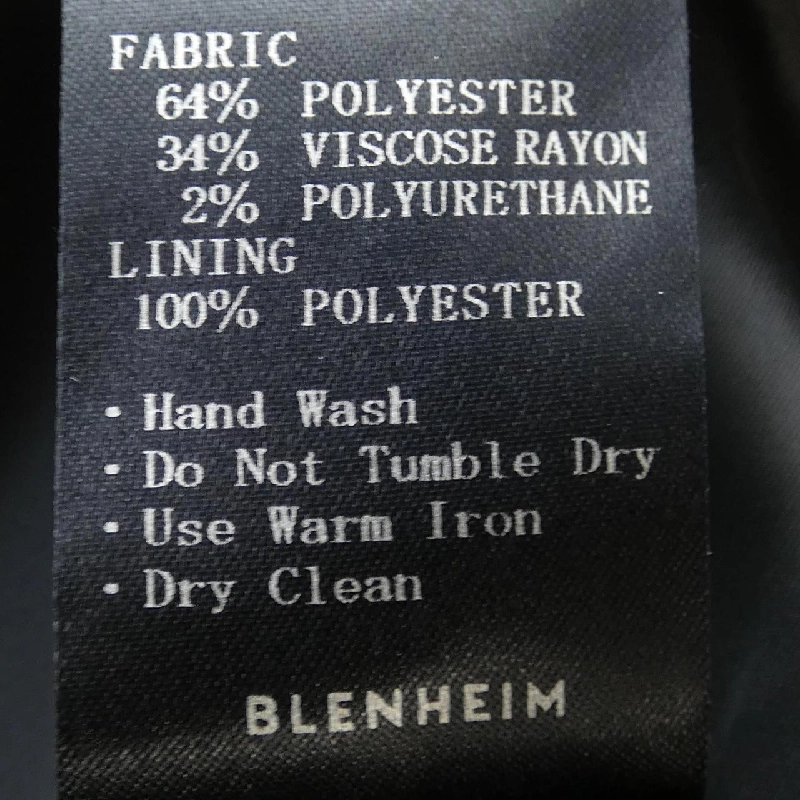 FABRIC
64% POLYESTER
34% VISCOSE RAYON
2% POLYURETHANE
LINING
100% POLYESTER
・Hand Wash
・Do Not Tumble Dry
・Use Warm Iron
・Dry Clean
BLENHEIM